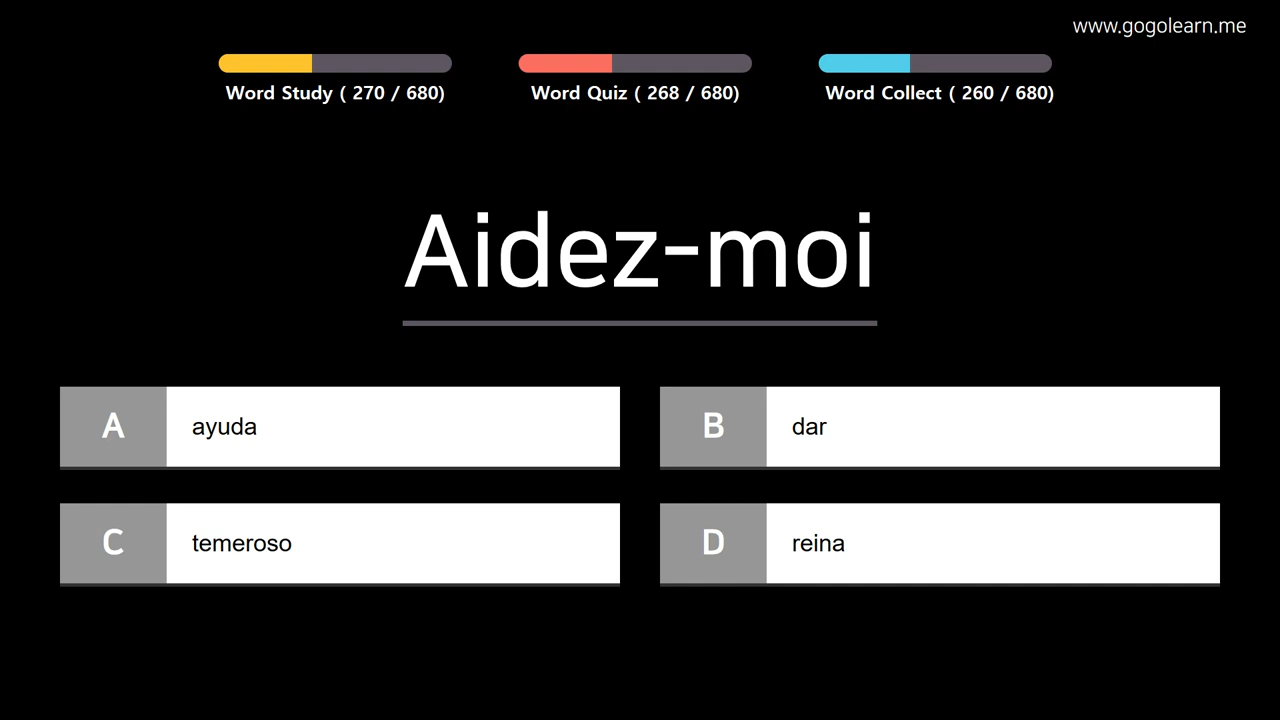 www.gogolearn.me
Word Study ( 270 / 680)
Word Quiz ( 268 / 680)
Word Collect ( 260 / 680)
Aidez-moi
A ayuda
B dar
C temeroso
D reina